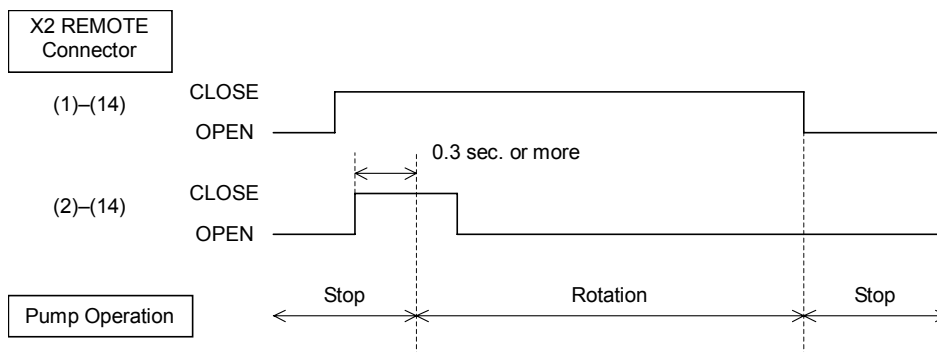 X2 REMOTE
Connector
(1)–(14)
CLOSE
OPEN
0.3 sec. or more
(2)–(14)
CLOSE
OPEN
Stop
Rotation
Stop
Pump Operation